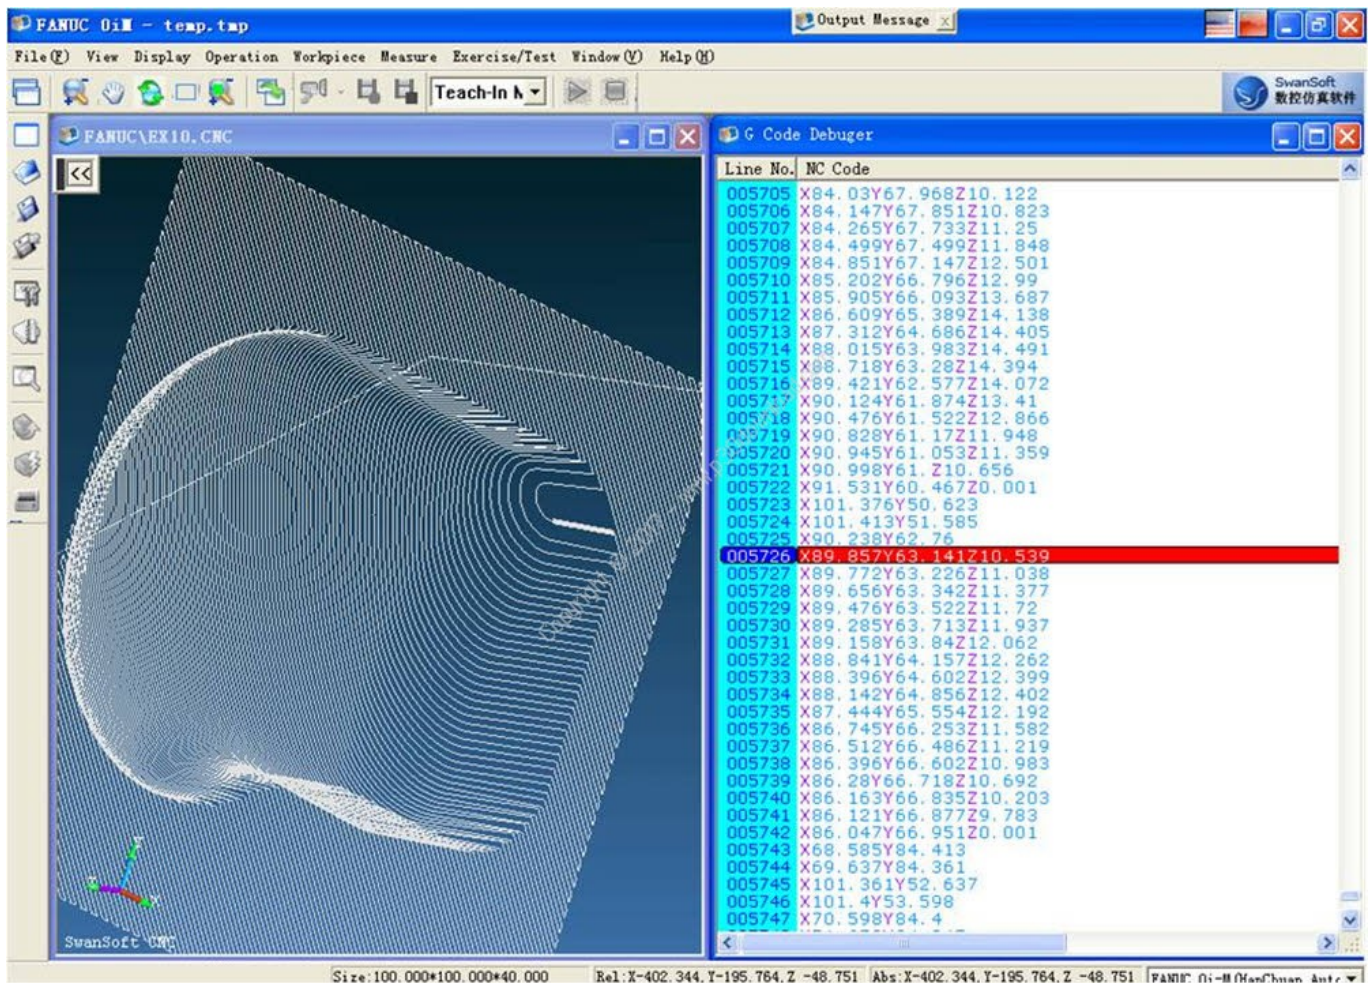 FANUC OiM - temp.tmp
Output Message x
File(F) View Display Operation Workpiece Measure Exercise/Test Window(V) Help(H)
Teach-In
SwanSoft
数控仿真软件
FANUC\EX10.CNC
<<
SwanSoft CNC
G Code Debuger
Line No. NC Code
005705 X84.03Y67.968Z10.122
005706 X84.147Y67.851Z10.823
005707 X84.265Y67.733Z11.25
005708 X84.499Y67.499Z11.848
005709 X84.851Y67.147Z12.501
005710 X85.202Y66.796Z12.99
005711 X85.905Y66.093Z13.687
005712 X86.609Y65.389Z14.138
005713 X87.312Y64.686Z14.405
005714 X88.015Y63.983Z14.491
005715 X88.718Y63.28Z14.394
005716 X89.421Y62.577Z14.072
005717 X90.124Y61.874Z13.41
005718 X90.476Y61.522Z12.866
005719 X90.828Y61.17Z11.948
005720 X90.945Y61.053Z11.359
005721 X90.998Y61.Z10.656
005722 X91.531Y60.467Z0.001
005723 X101.376Y50.623
005724 X101.413Y51.585
005725 X90.238Y62.76
005726 X89.857Y63.141Z10.539
005727 X89.772Y63.226Z11.038
005728 X89.656Y63.342Z11.377
005729 X89.476Y63.522Z11.72
005730 X89.285Y63.713Z11.937
005731 X89.158Y63.84Z12.062
005732 X88.841Y64.157Z12.262
005733 X88.396Y64.602Z12.399
005734 X88.142Y64.856Z12.402
005735 X87.444Y65.554Z12.192
005736 X86.745Y66.253Z11.582
005737 X86.512Y66.486Z11.219
005738 X86.396Y66.602Z10.983
005739 X86.28Y66.718Z10.692
005740 X86.163Y66.835Z10.203
005741 X86.121Y66.877Z9.783
005742 X86.047Y66.951Z0.001
005743 X68.585Y84.413
005744 X69.637Y84.361
005745 X101.361Y52.637
005746 X101.4Y53.598
005747 X70.598Y84.4
Size:100.000*100.000*40.000 Rel:X-402.344,Y-195.764,Z -48.751 Abs:X-402.344,Y-195.764,Z -48.751 FANUC Oi-M(HanChuan Auto